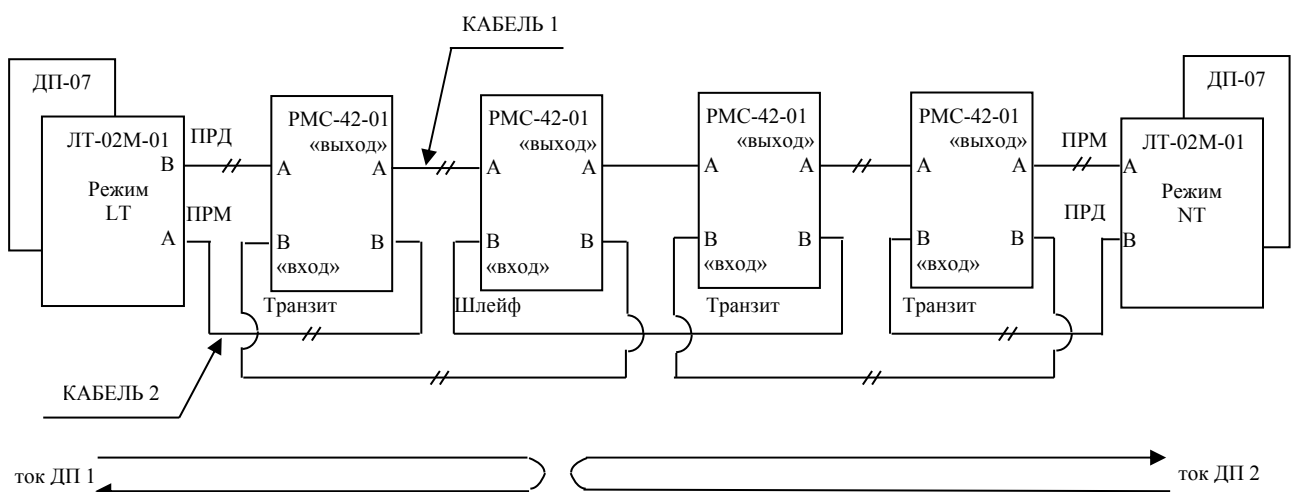 КАБЕЛЬ 1
ДП-07
ЛТ-02М-01
В
Режим
LT
А
ПРД
ПРМ
РМС-42-01
«выход»
А
А
В
В
«вход»
Транзит
РМС-42-01
«выход»
А
А
В
В
«вход»
Шлейф
РМС-42-01
«выход»
А
А
В
В
«вход»
Транзит
РМС-42-01
«выход»
А
А
В
В
«вход»
Транзит
ПРМ
ПРД
ДП-07
ЛТ-02М-01
А
Режим
NT
В
КАБЕЛЬ 2
ток ДП 1
ток ДП 2